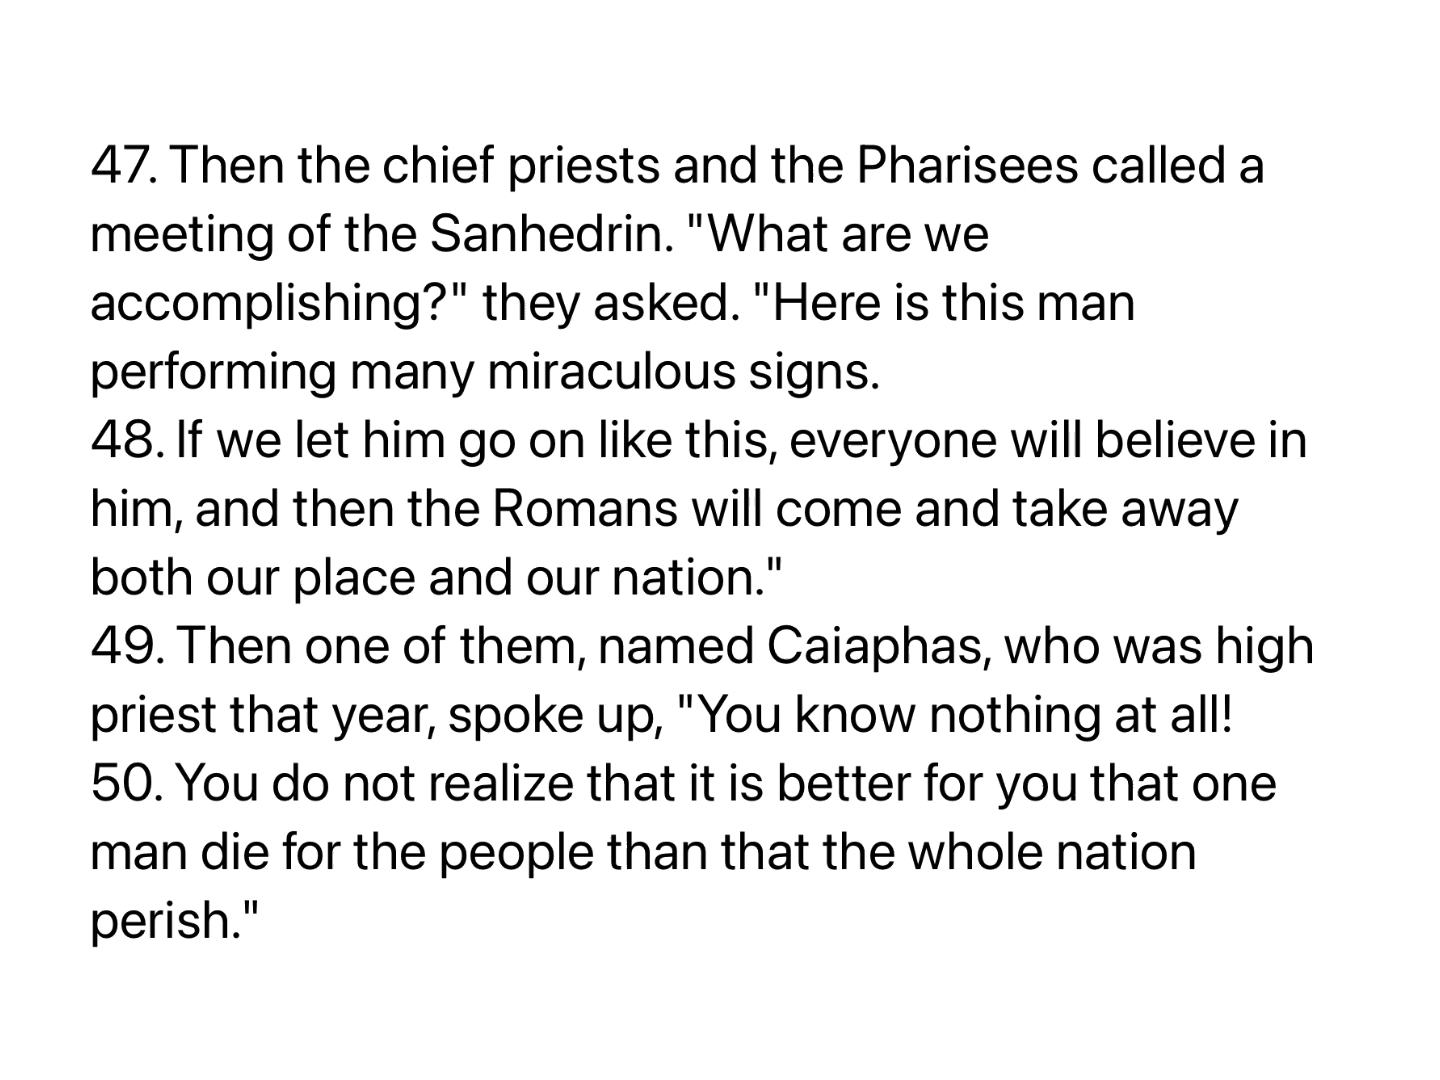 47. Then the chief priests and the Pharisees called a
meeting of the Sanhedrin. "What are we
accomplishing?" they asked. "Here is this man
performing many miraculous signs.
48. If we let him go on like this, everyone will believe in
him, and then the Romans will come and take away
both our place and our nation."
49. Then one of them, named Caiaphas, who was high
priest that year, spoke up, "You know nothing at all!
50. You do not realize that it is better for you that one
man die for the people than that the whole nation
perish."